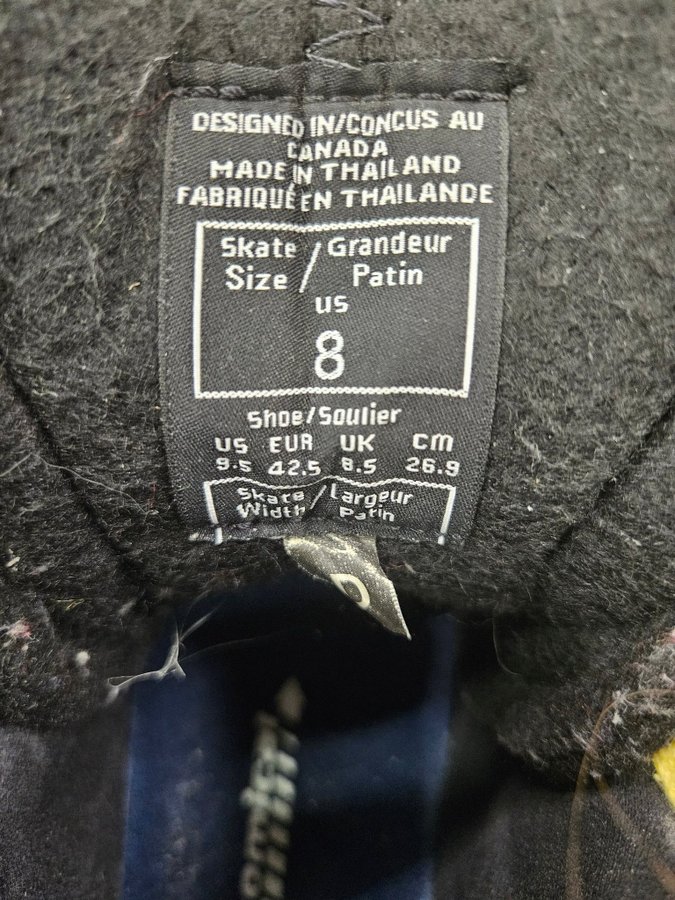 DESIGNED IN/CONCUS AU
CANADA
MADE IN THAILAND
FABRIQUÉ EN THAILANDE
Skate / Grandeur
Size / Patin
US
8
Shoe/Soulier
US EUR UK CM
9.5 42.5 8.5 26.9
Skate / Largeur
Width / Patin
D